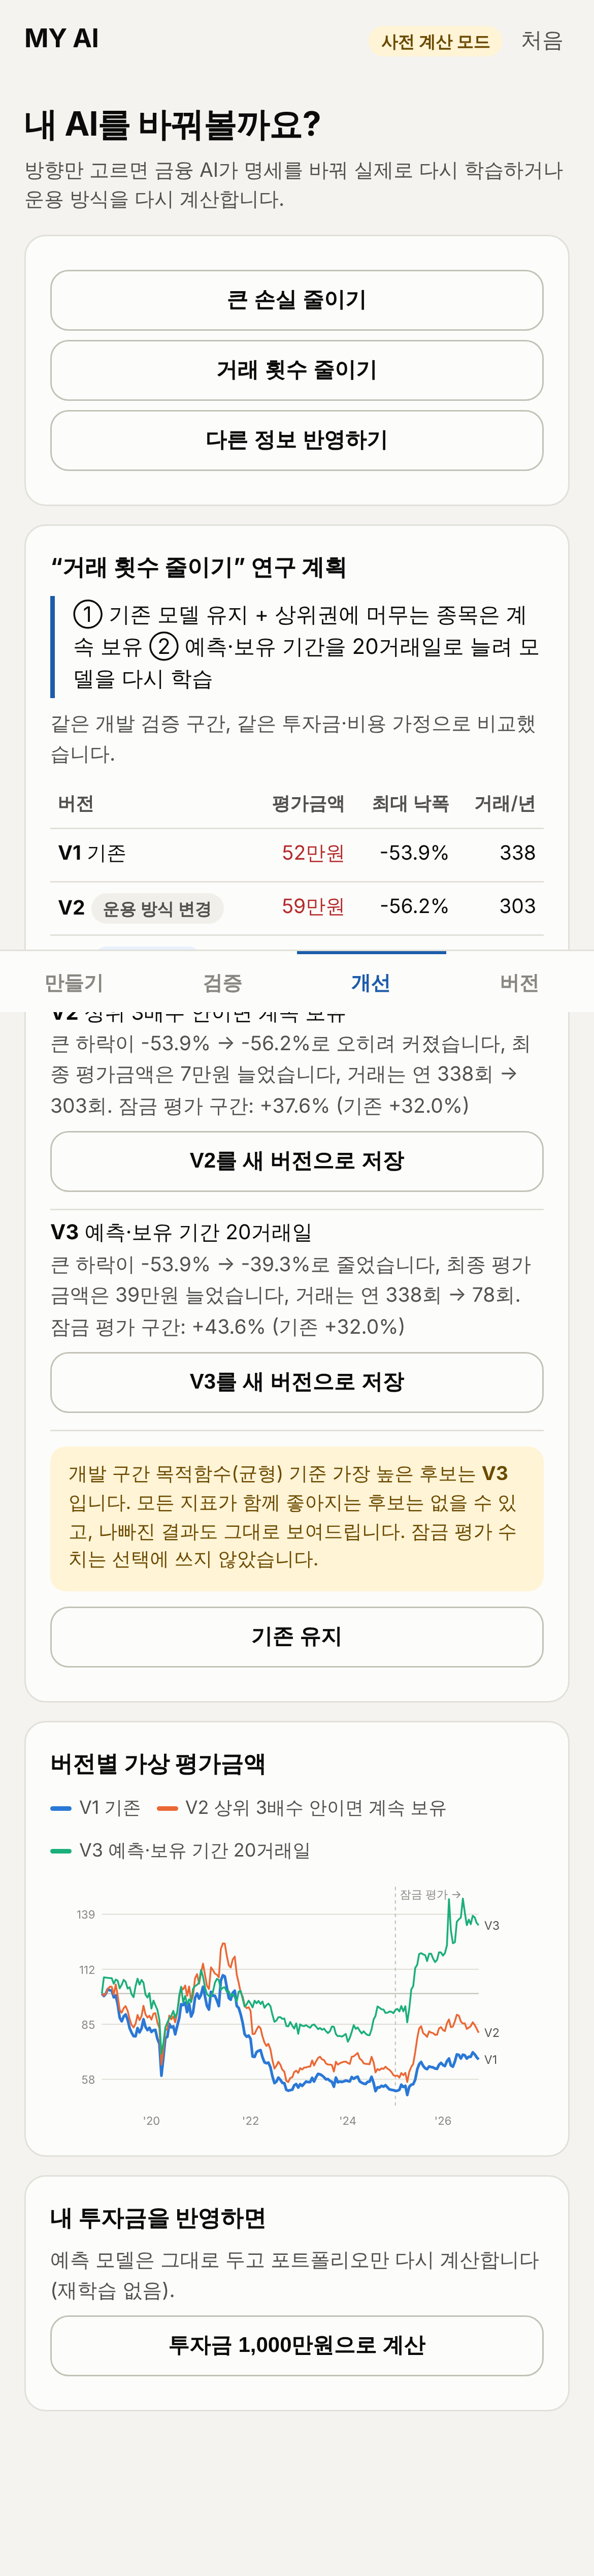 MY AI
사전 계산 모드
처음
내 AI를 바꿔볼까요?
방향만 고르면 금융 AI가 명세를 바꿔 실제로 다시 학습하거나
운용 방식을 다시 계산합니다.
큰 손실 줄이기
거래 횟수 줄이기
다른 정보 반영하기
“거래 횟수 줄이기” 연구 계획
① 기존 모델 유지 + 상위권에 머무는 종목은 계
속 보유 ② 예측·보유 기간을 20거래일로 늘려 모
델을 다시 학습
같은 개발 검증 구간, 같은 투자금·비용 가정으로 비교했
습니다.
버전 평가금액 최대 낙폭 거래/년
V1 기존 52만원 -53.9% 338
V2 운용 방식 변경 59만원 -56.2% 303
만들기 검증 개선 버전
V2 상위 3배수 안이면 계속 보유
큰 하락이 -53.9% → -56.2%로 오히려 커졌습니다, 최
종 평가금액은 7만원 늘었습니다, 거래는 연 338회 →
303회. 잠금 평가 구간: +37.6% (기존 +32.0%)
V2를 새 버전으로 저장
V3 예측·보유 기간 20거래일
큰 하락이 -53.9% → -39.3%로 줄었습니다, 최종 평가
금액은 39만원 늘었습니다, 거래는 연 338회 → 78회.
잠금 평가 구간: +43.6% (기존 +32.0%)
V3를 새 버전으로 저장
개발 구간 목적함수(균형) 기준 가장 높은 후보는 V3
입니다. 모든 지표가 함께 좋아지는 후보는 없을 수 있
고, 나빠진 결과도 그대로 보여드립니다. 잠금 평가 수
치는 선택에 쓰지 않았습니다.
기존 유지
버전별 가상 평가금액
V1 기존 V2 상위 3배수 안이면 계속 보유
V3 예측·보유 기간 20거래일
잠금 평가 →
139
V3
112
85
V2
V1
58
'20 '22 '24 '26
내 투자금을 반영하면
예측 모델은 그대로 두고 포트폴리오만 다시 계산합니다
(재학습 없음).
투자금 1,000만원으로 계산